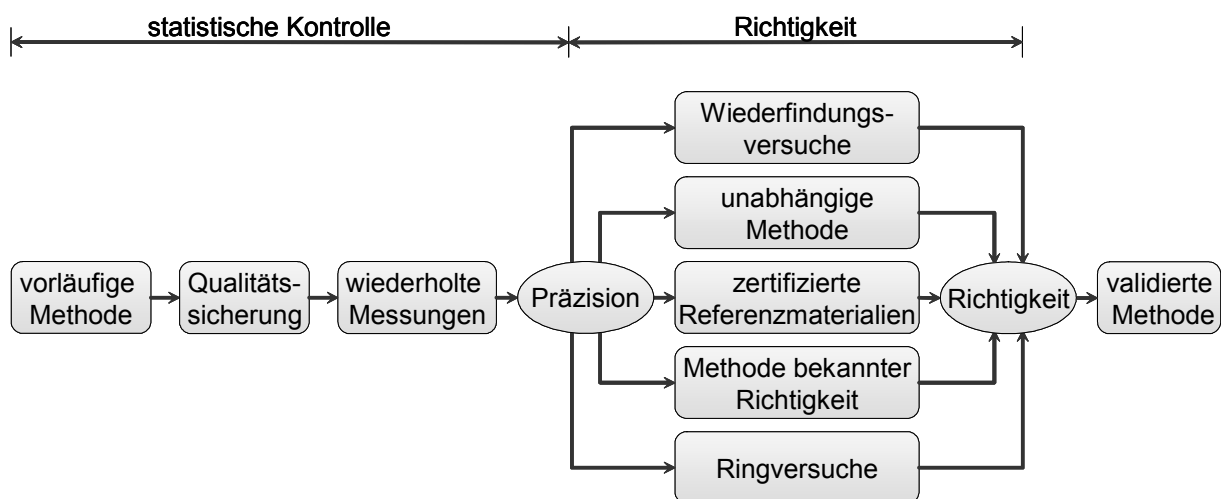 statistische Kontrolle
Richtigkeit
Wiederfindungs-
versuche
unabhängige
Methode
vorläufige
Methode
Qualitäts-
sicherung
wiederholte
Messungen
Präzision
zertifizierte
Referenzmaterialien
Richtigkeit
validierte
Methode
Methode bekannter
Richtigkeit
Ringversuche